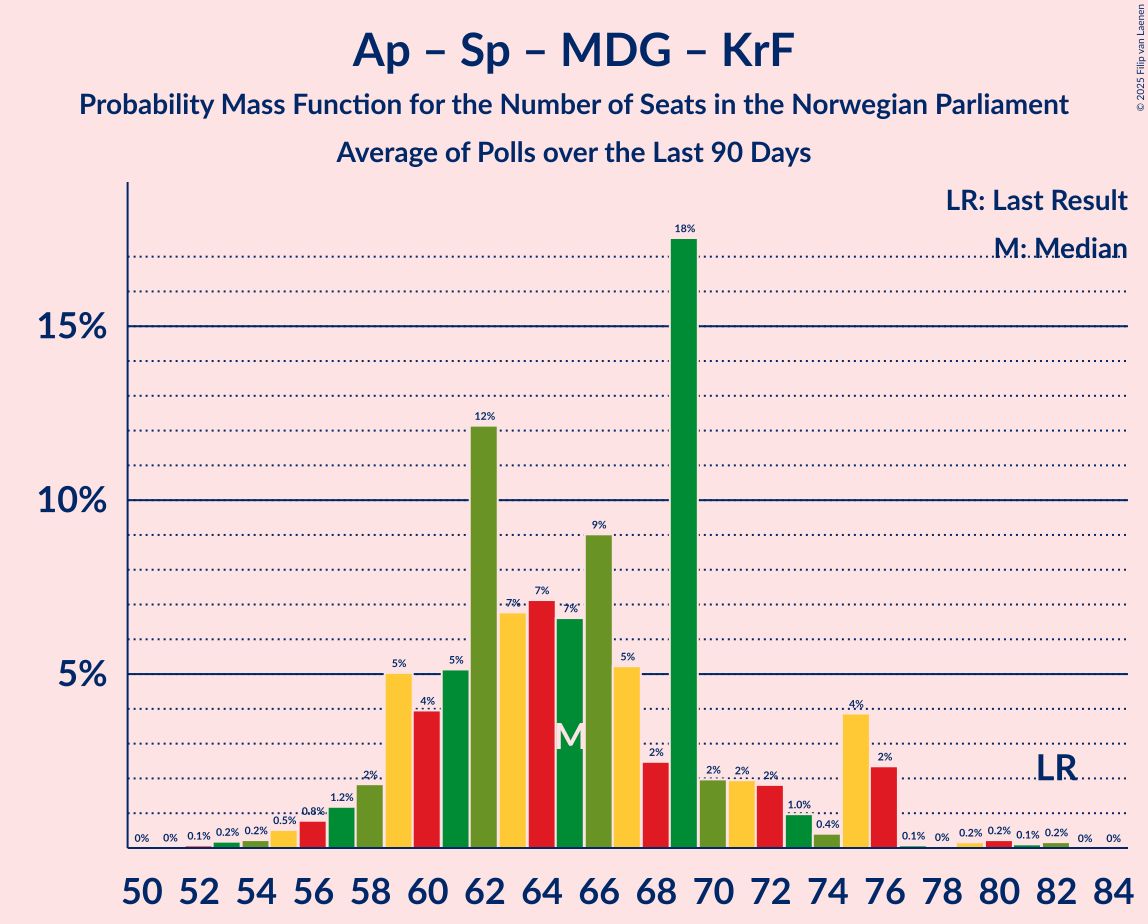 Ap – Sp – MDG – KrF
Probability Mass Function for the Number of Seats in the Norwegian Parliament
Average of Polls over the Last 90 Days
© 2025 Filip van Laenen
LR: Last Result
M: Median
15%
10%
5%
0% 0% 0.1% 0.2% 0.2% 0.5% 0.8% 1.2% 2% 5% 4% 5% 12% 7% 7% 7% 9% 5% 2% 18% 2% 2% 2% 1.0% 0.4% 4% 2% 0.1% 0% 0.2% 0.2% 0.1% 0.2% 0% 0%
M
LR
50 52 54 56 58 60 62 64 66 68 70 72 74 76 78 80 82 84